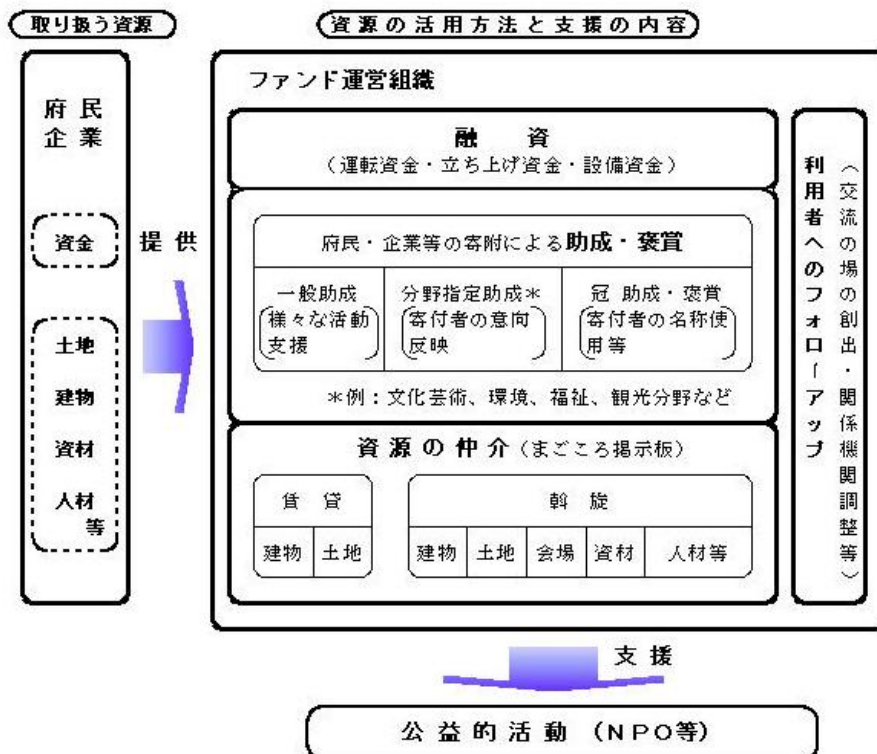 取り扱う資源
資源の活用方法と支援の内容
府民
企業
資金
土地
建物
資材
人材
等
提供
ファンド運営組織
融資
（運転資金・立ち上げ資金・設備資金）
府民・企業等の寄附による助成・褒賞
一般助成
様々な活動
支援
分野指定助成＊
寄付者の意向
反映
冠 助成・褒賞
寄付者の名称使
用等
＊例：文化芸術、環境、福祉、観光分野など
資源の仲介（まごころ掲示板）
賃貸
建物 土地
斡旋
建物 土地 会場 資材 人材等
利用者へのフォローアップ
（交流の場の創出・関係機関調整等）
支援
公益的活動（NPO等）